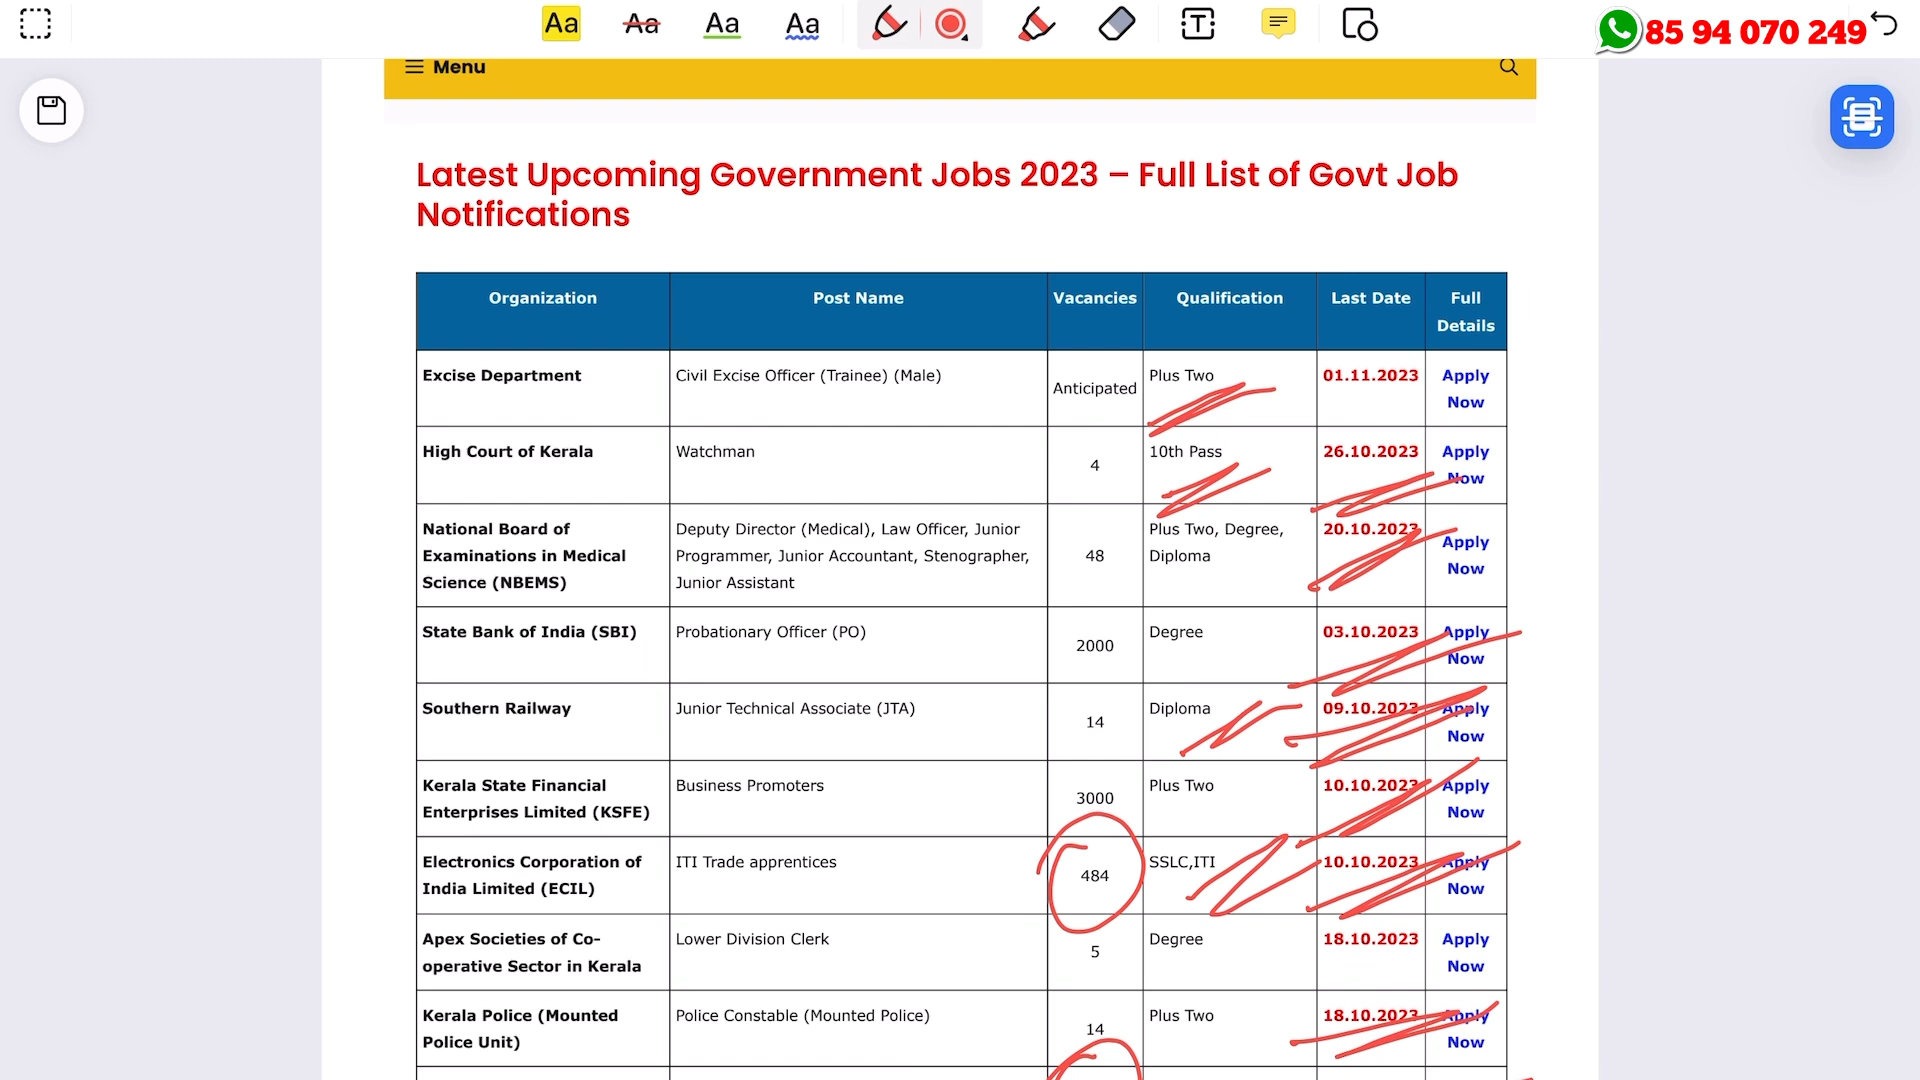 Aa Aa Aa Aa T
85 94 070 249
Menu
Latest Upcoming Government Jobs 2023 – Full List of Govt Job
Notifications
Organization Post Name Vacancies Qualification Last Date Full
Details
Excise Department Civil Excise Officer (Trainee) (Male) Anticipated Plus Two 01.11.2023 Apply
Now
High Court of Kerala Watchman 4 10th Pass 26.10.2023 Apply
Now
National Board of Deputy Director (Medical), Law Officer, Junior Plus Two, Degree, 20.10.2023 Apply
Examinations in Medical Programmer, Junior Accountant, Stenographer, 48 Diploma Now
Science (NBEMS) Junior Assistant
State Bank of India (SBI) Probationary Officer (PO) 2000 Degree 03.10.2023 Apply
Now
Southern Railway Junior Technical Associate (JTA) 14 Diploma 09.10.2023 Apply
Now
Kerala State Financial Business Promoters 3000 Plus Two 10.10.2023 Apply
Enterprises Limited (KSFE) Now
Electronics Corporation of ITI Trade apprentices 484 SSLC,ITI 10.10.2023 Apply
India Limited (ECIL) Now
Apex Societies of Co- Lower Division Clerk 5 Degree 18.10.2023 Apply
operative Sector in Kerala Now
Kerala Police (Mounted Police Constable (Mounted Police) 14 Plus Two 18.10.2023 Apply
Police Unit) Now